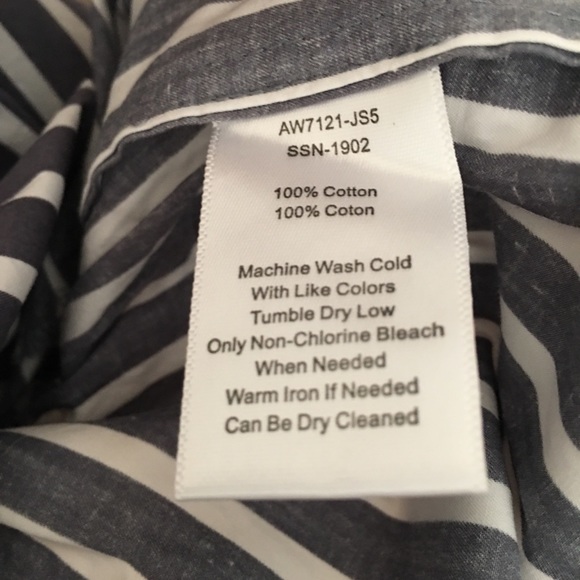 AW7121-JS5
SSN-1902
100% Cotton
100% Coton
Machine Wash Cold
With Like Colors
Tumble Dry Low
Only Non-Chlorine Bleach
When Needed
Warm Iron If Needed
Can Be Dry Cleaned